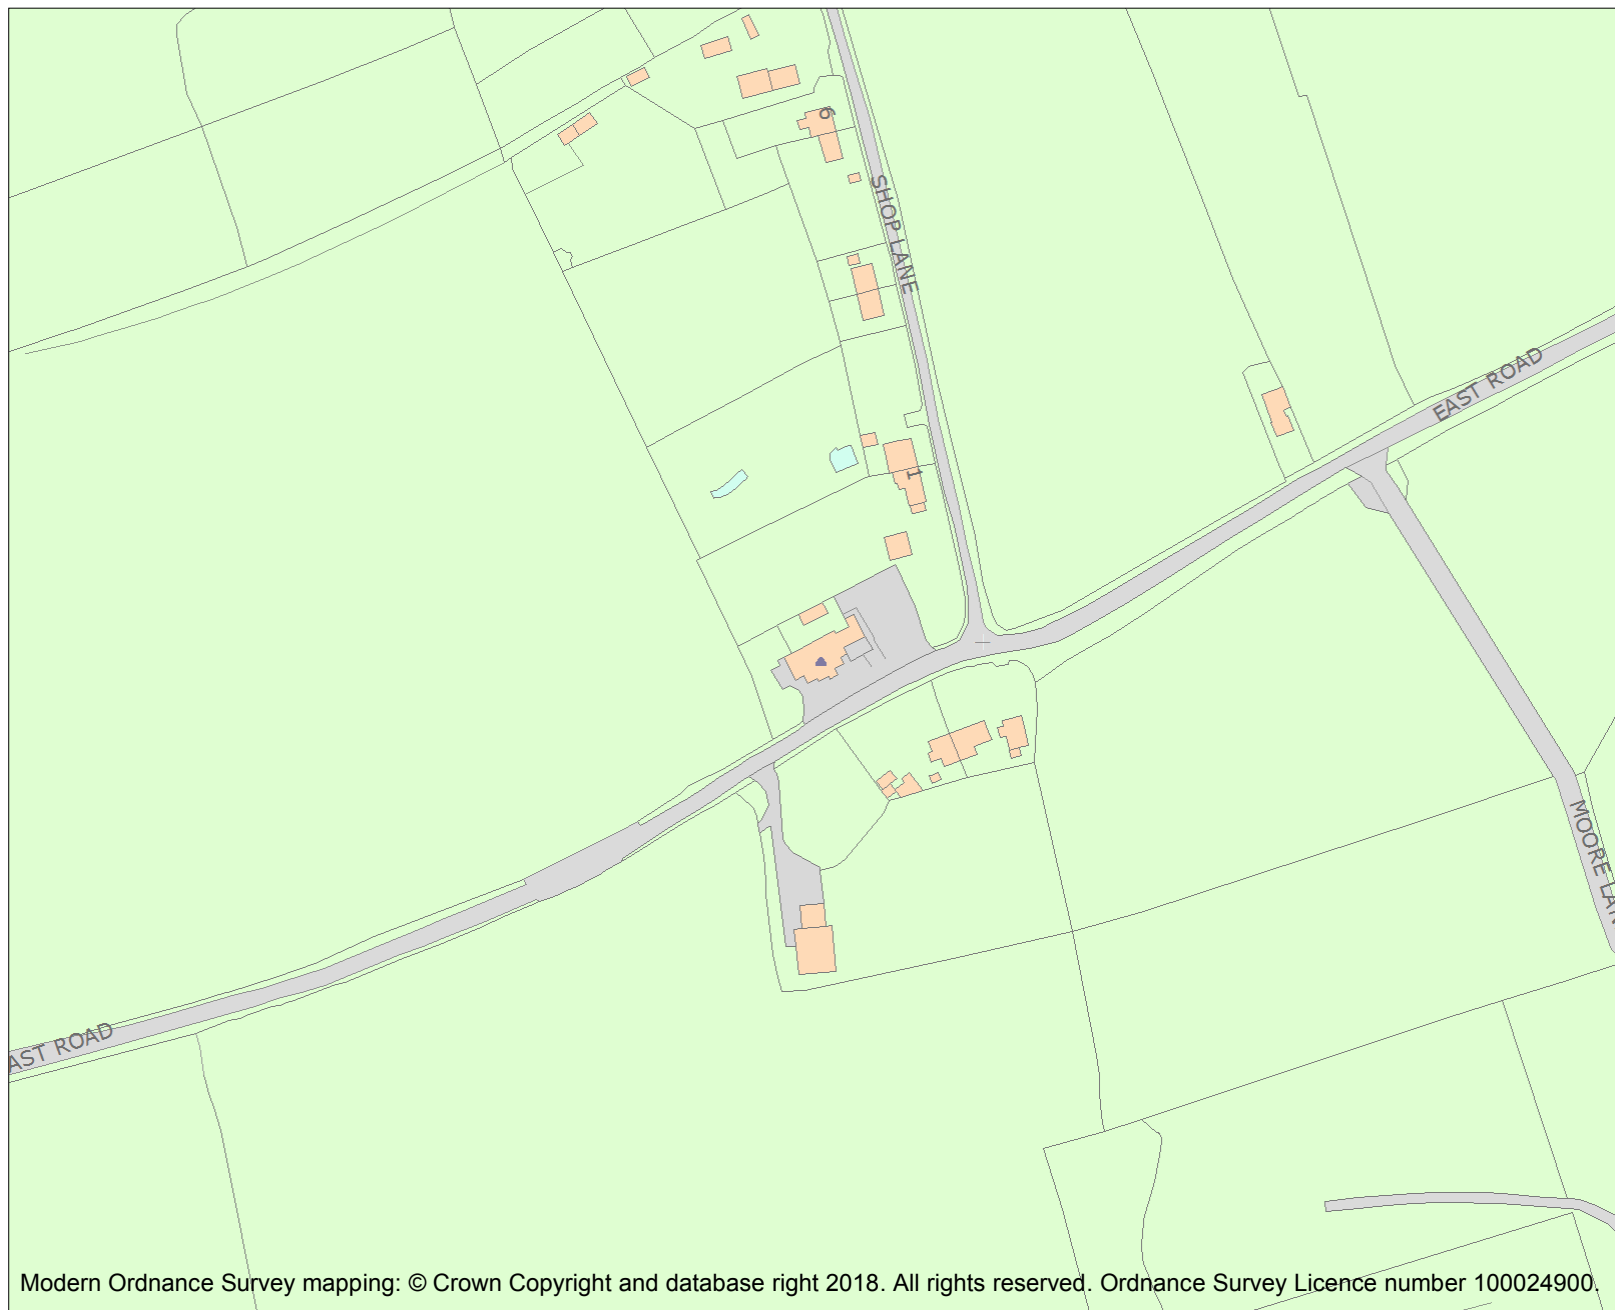 6
SHOP LANE
EAST ROAD
1
MOORE LAN
AST ROAD
Modern Ordnance Survey mapping: © Crown Copyright and database right 2018. All rights reserved. Ordnance Survey Licence number 100024900.